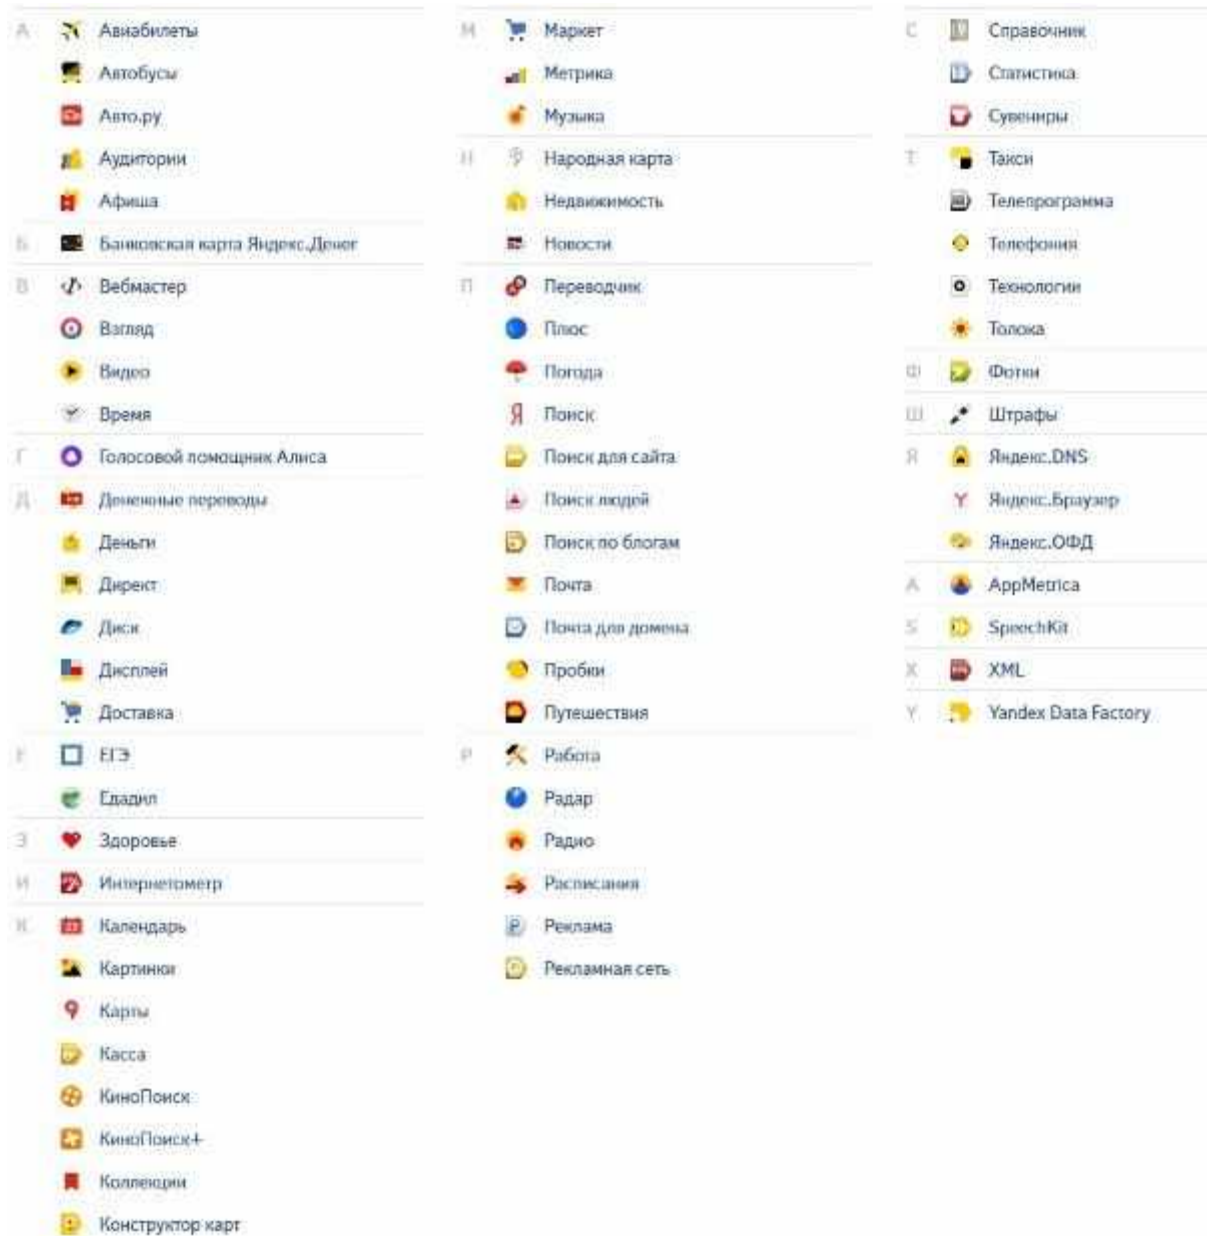 А Авиабилеты
Автобусы
Авто.ру
Аудитории
Афиша
Б Банковская карта Яндекс.Денег
В Вебмастер
Взгляд
Видео
Время
Г Голосовой помощник Алиса
Д Денежные переводы
Деньги
Директ
Диск
Дисплей
Доставка
Е ЕГЭ
Едадил
З Здоровье
И Интернетометр
К Календарь
Картинки
Карты
Касса
КиноПоиск
КиноПоиск+
Коллекции
Конструктор карт
М Маркет
Метрика
Музыка
Н Народная карта
Недвижимость
Новости
П Переводчик
Плюс
Погода
Поиск
Поиск для сайта
Поиск людей
Поиск по блогам
Почта
Почта для домена
Пробки
Путешествия
Р Работа
Радар
Радио
Расписания
Реклама
Рекламная сеть
С Справочник
Статистика
Сувениры
Т Такси
Телепрограмма
Телефония
Технологии
Толока
Ф Фотки
Ш Штрафы
Я Яндекс.DNS
Яндекс.Браузер
Яндекс.ОФД
A AppMetrica
S SpeechKit
X XML
Y Yandex Data Factory